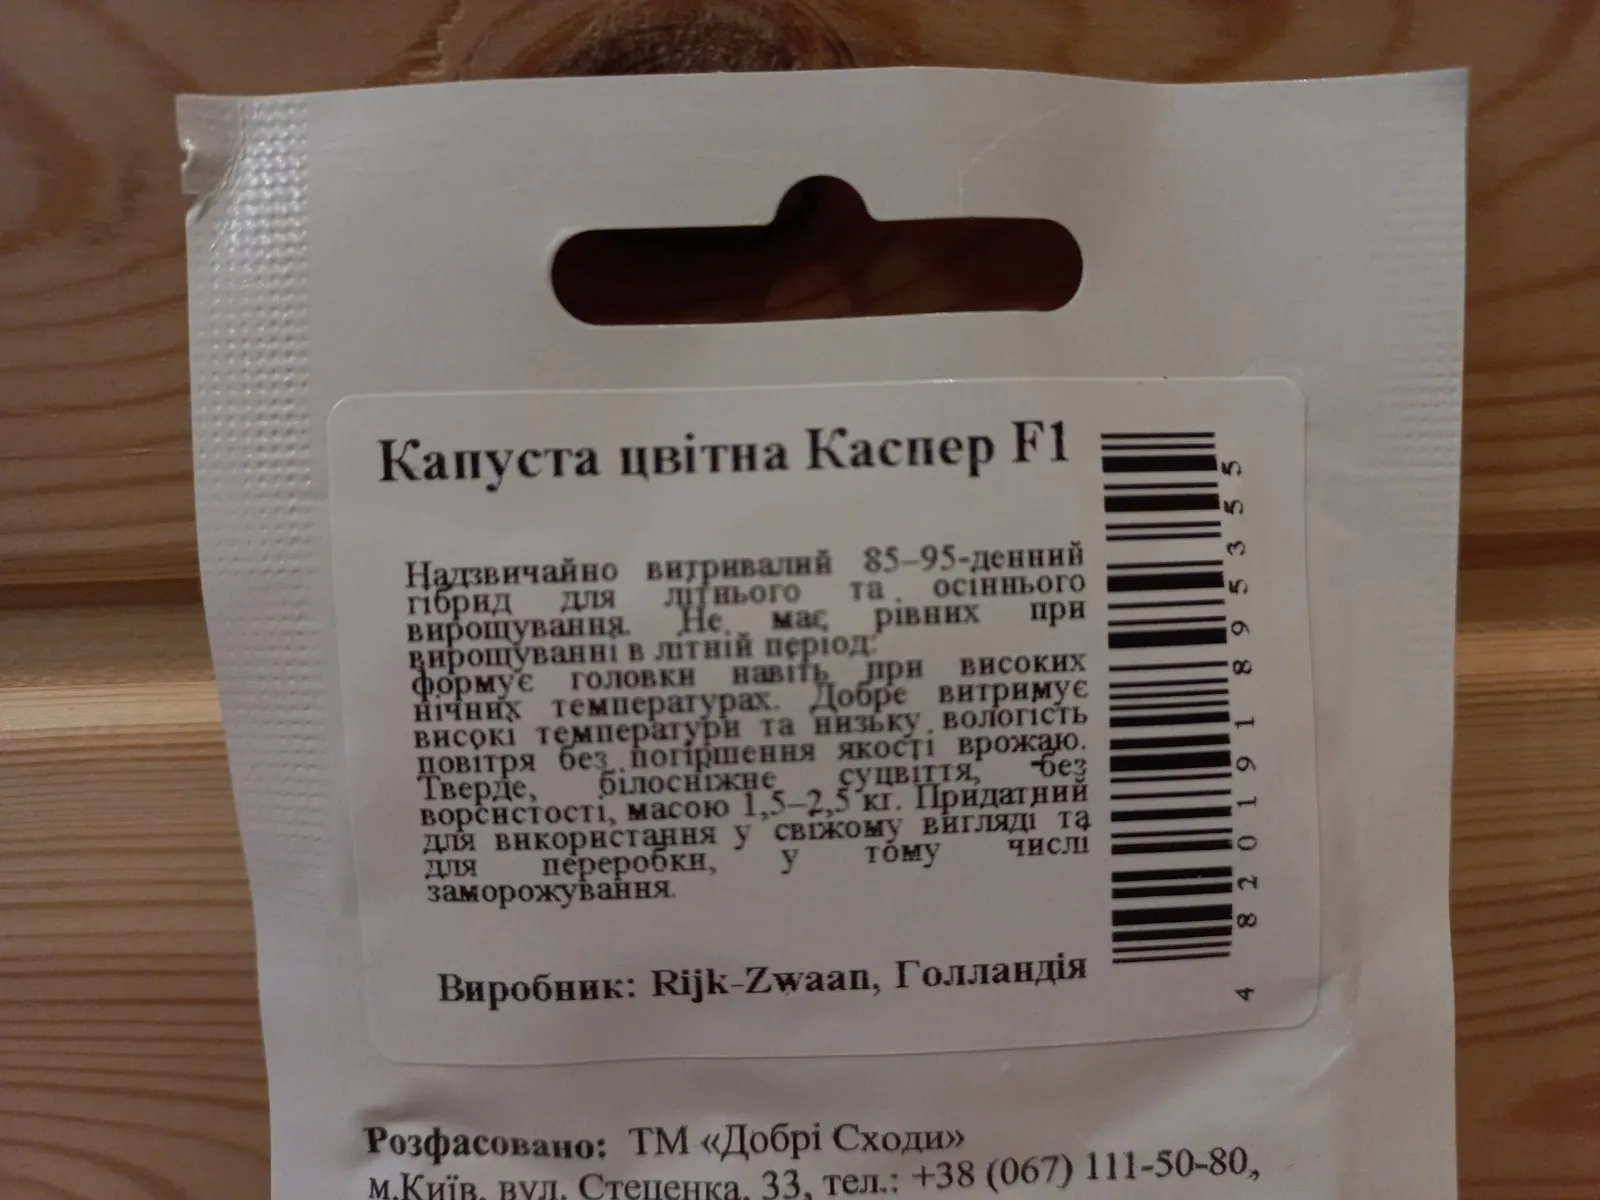 Капуста цвітна Каспер F1
Надзвичайно витривалий 85–95-денний
гібрид для літнього та осіннього
вирощування. Не має рівних при
вирощуванні в літній період:
формує головки навіть при високих
нічних температурах. Добре витримує
високі температури та низьку вологість
повітря без погіршення якості врожаю.
Тверде, білосніжне суцвіття, без
ворсистості, масою 1,5–2,5 кг. Придатний
для використання у свіжому вигляді та
для переробки, у тому числі
заморожування.
Виробник: Rijk-Zwaan, Голландія
4 820191 895355
Розфасовано: ТМ «Добрі Сходи»
м.Київ, вул. Стеценка, 33, тел.: +38 (067) 111-50-80,